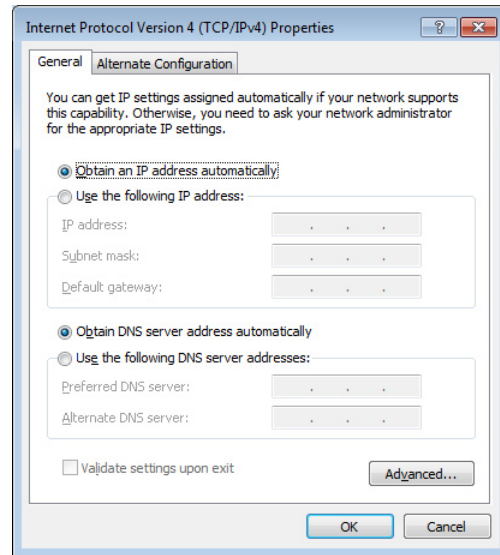 Internet Protocol Version 4 (TCP/IPv4) Properties
General
Alternate Configuration
You can get IP settings assigned automatically if your network supports
this capability. Otherwise, you need to ask your network administrator
for the appropriate IP settings.
Obtain an IP address automatically
Use the following IP address:
IP address:
Subnet mask:
Default gateway:
Obtain DNS server address automatically
Use the following DNS server addresses:
Preferred DNS server:
Alternate DNS server:
Validate settings upon exit
Advanced...
OK
Cancel